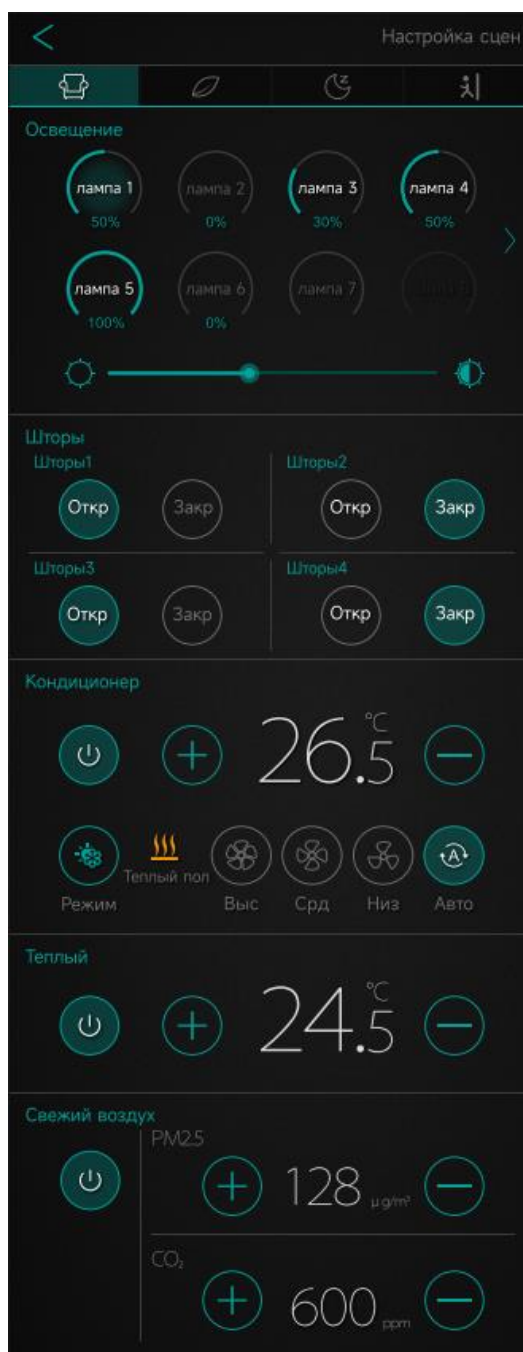 Настройка сцен
Освещение
лампа 1 лампа 2 лампа 3 лампа 4
50% 0% 30% 50%
лампа 5 лампа 6 лампа 7
100% 0%
Шторы
Шторы1 Шторы2
Откр Закр Откр Закр
Шторы3 Шторы4
Откр Закр Откр Закр
Кондиционер
26.5 °C
Теплый пол
Режим Выс Срд Низ Авто
Теплый
24.5 °C
Свежий воздух
PM2.5
128 μg/m³
CO₂
600 ppm